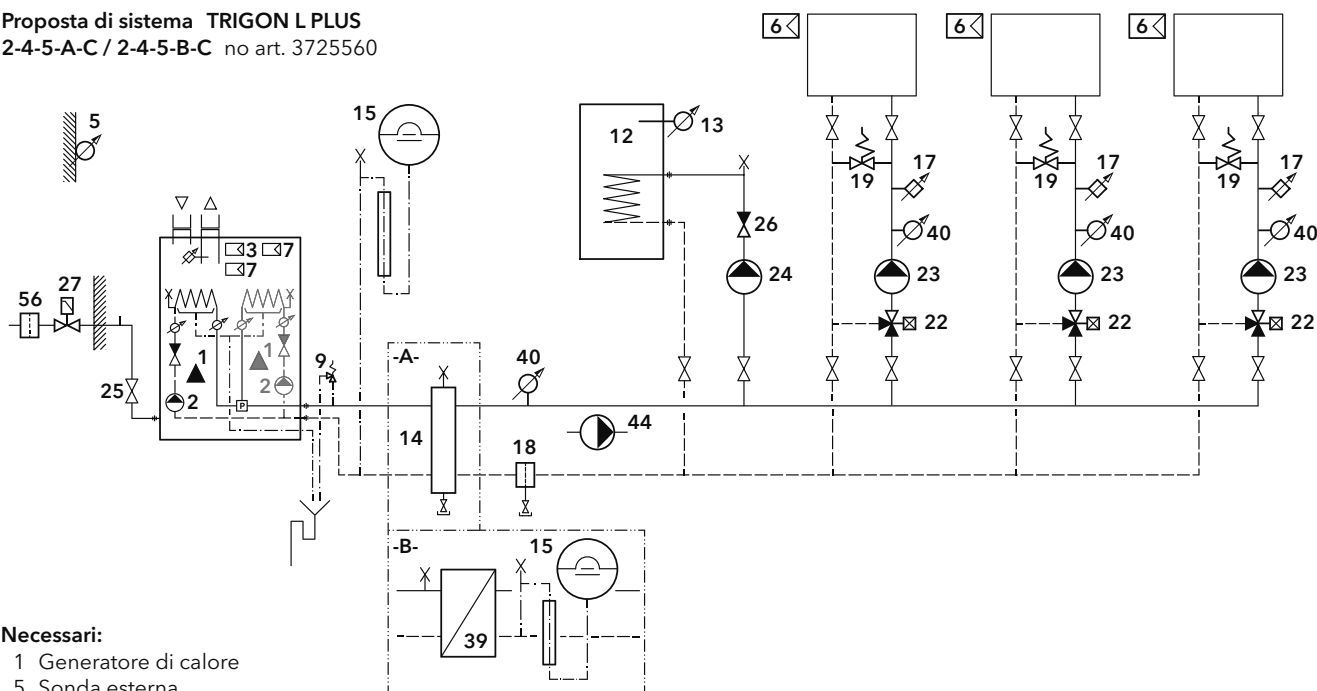 Proposta di sistema TRIGON L PLUS
2-4-5-A-C / 2-4-5-B-C no art. 3725560
6 6 6
5
15
12 13
17 17 17
19 19 19
26
40 40 40
3 7
7
27
56
24
23 23 23
22 22 22
1 1
9
-A-
40
25
2 2
P
44
14
18
-B-
15
39
Necessari:
1 Generatore di calore
5 Sonda esterna